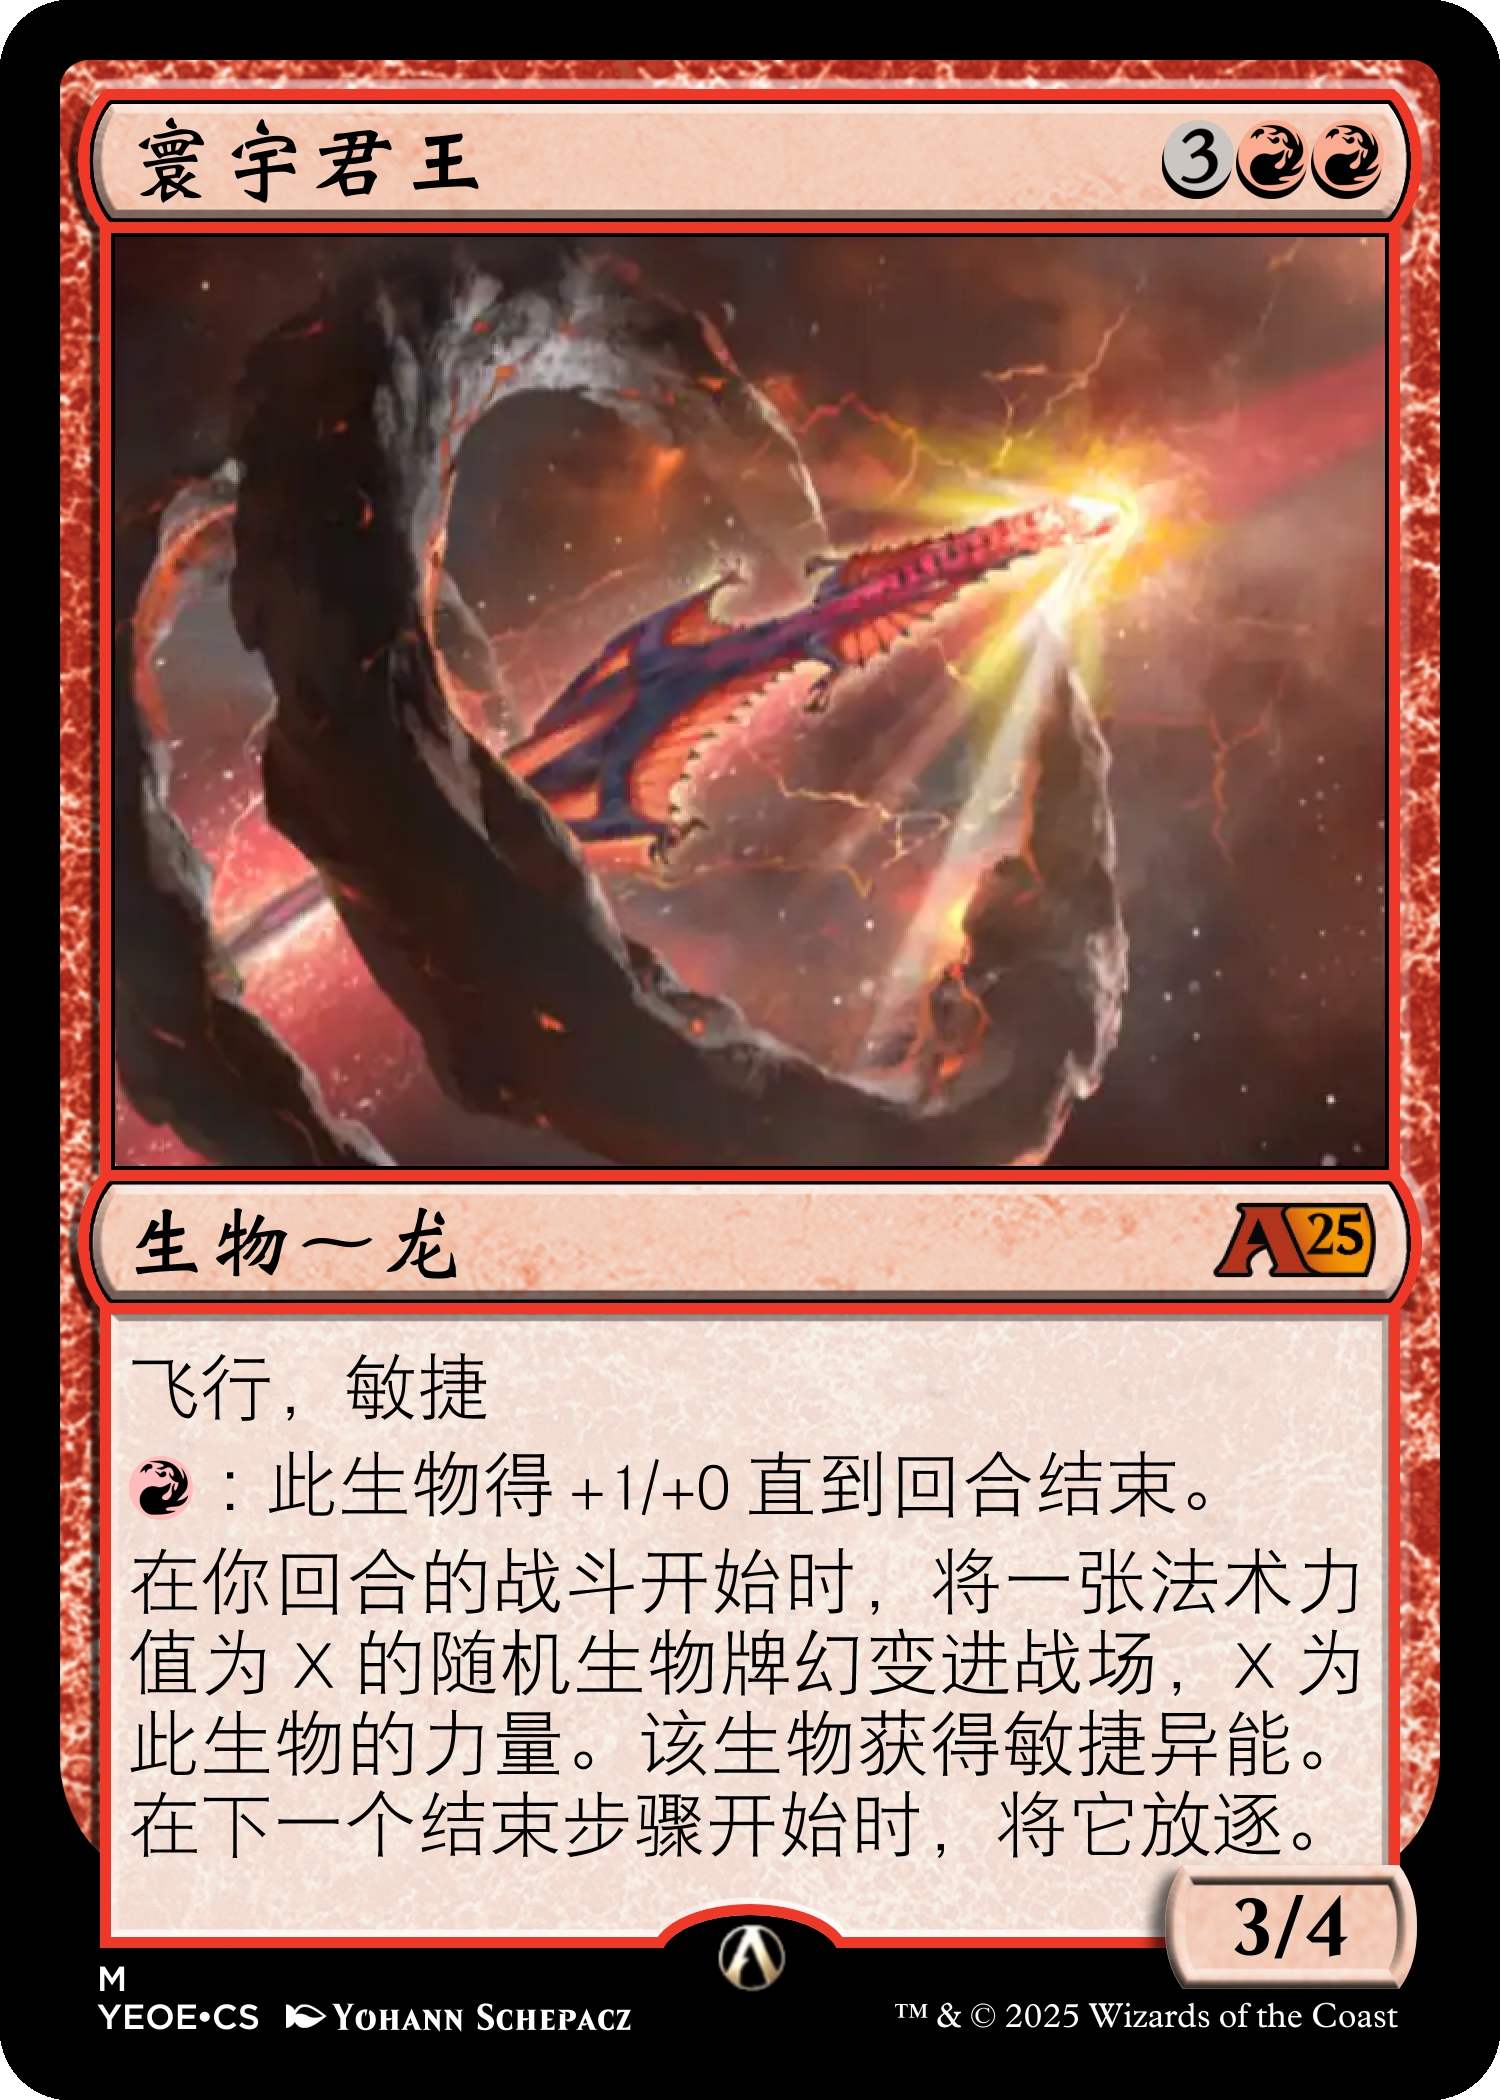 寰宇君王 3
生物～龙 A25
飞行，敏捷
：此生物得 +1/+0 直到回合结束。
在你回合的战斗开始时，将一张法术力
值为 X 的随机生物牌幻变进战场，X 为
此生物的力量。该生物获得敏捷异能。
在下一个结束步骤开始时，将它放逐。
3/4
M
YEOE•CS YOHANN SCHEPACZ
™ & © 2025 Wizards of the Coast